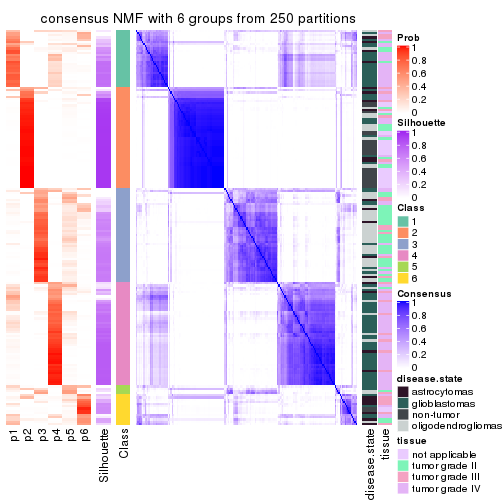 consensus NMF with 6 groups from 250 partitions
Prob
1
0.8
0.6
0.4
0.2
0
Silhouette
1
0.8
0.6
0.4
0.2
0
Class
1
2
3
4
5
6
Consensus
1
0.8
0.6
0.4
0.2
0
disease.state
astrocytomas
glioblastomas
non-tumor
oligodendrogliomas
tissue
not applicable
tumor grade II
tumor grade III
tumor grade IV
p1
p2
p3
p4
p5
p6
Silhouette
Class
disease.state
tissue